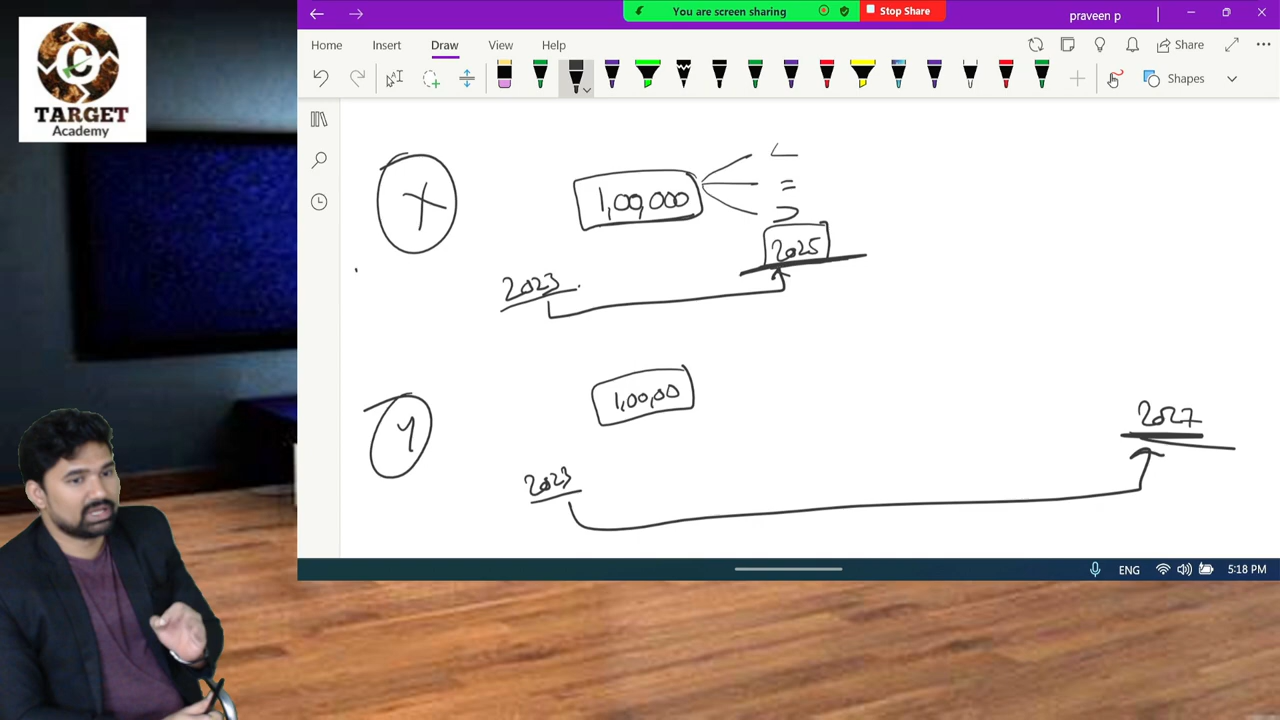 C
TARGET
Academy
You are screen sharing
Stop Share
praveen p
Home Insert Draw View Help
Share
Shapes
X
1,00,000
<
=
>
2025
2023
Y
1,00,00
2027
2023
ENG
5:18 PM